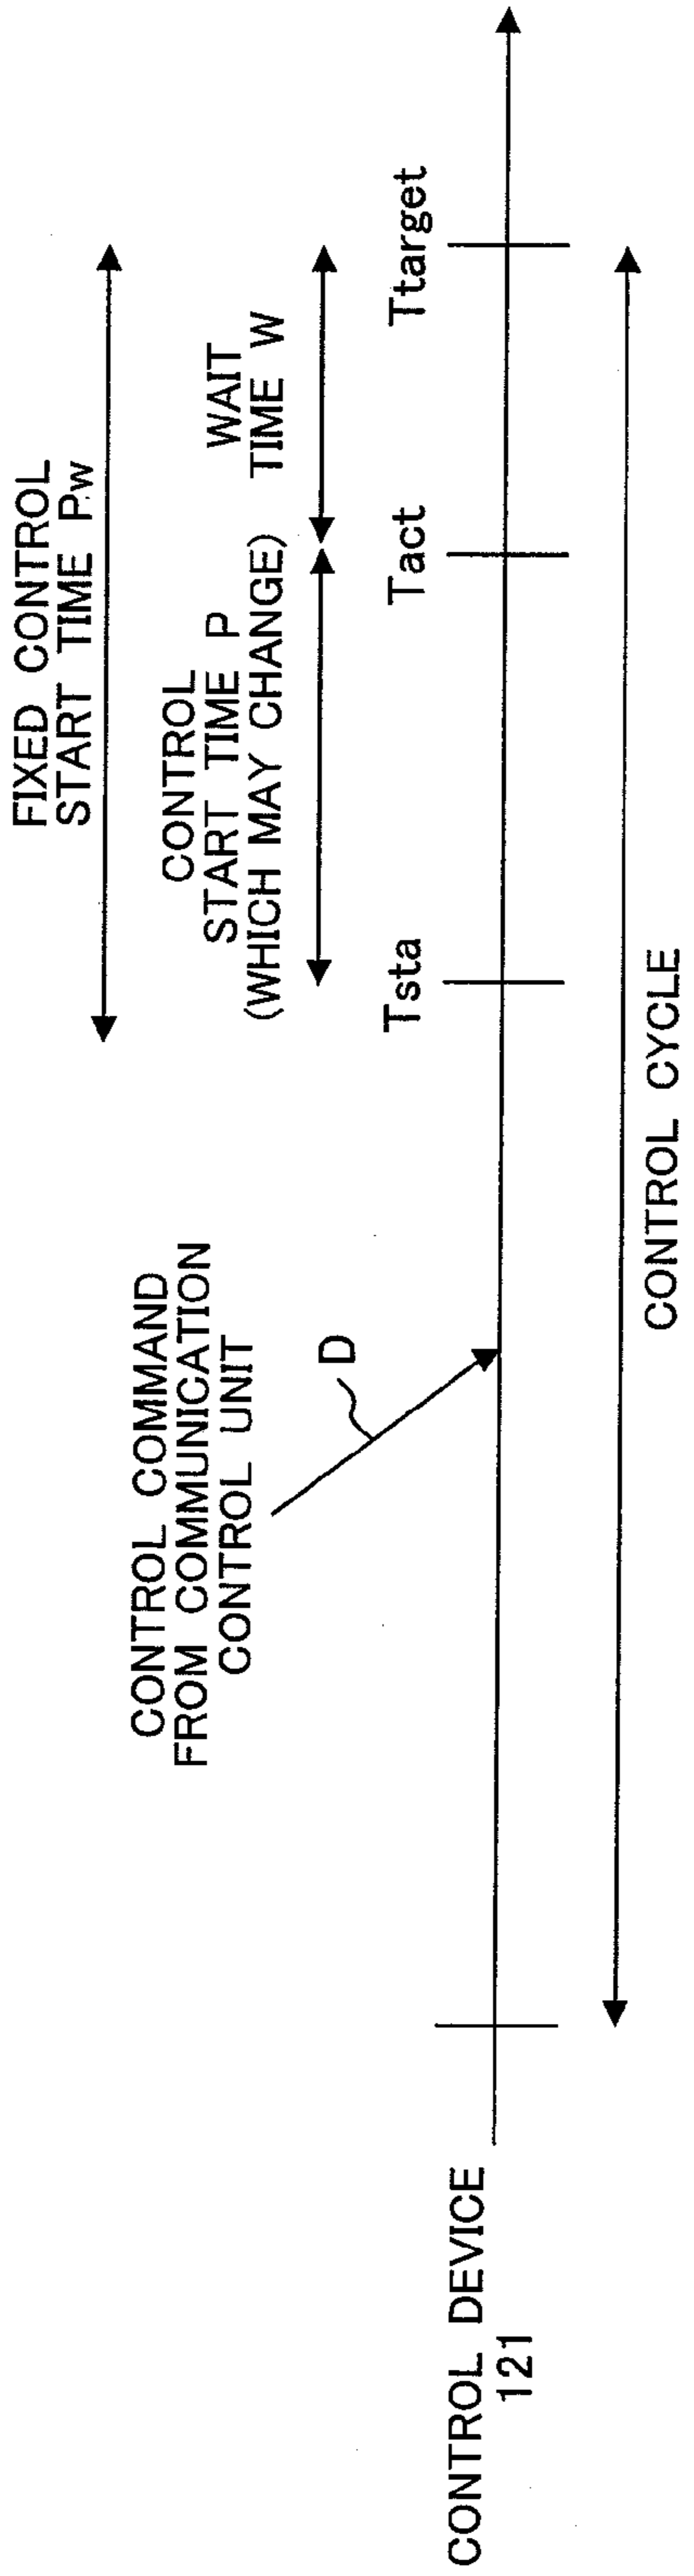 FIXED CONTROL
START TIME Pw
CONTROL
START TIME P
(WHICH MAY CHANGE)
WAIT
TIME W
CONTROL COMMAND
FROM COMMUNICATION
CONTROL UNIT
D
Tsta
Tact
Ttarget
CONTROL DEVICE
121
CONTROL CYCLE